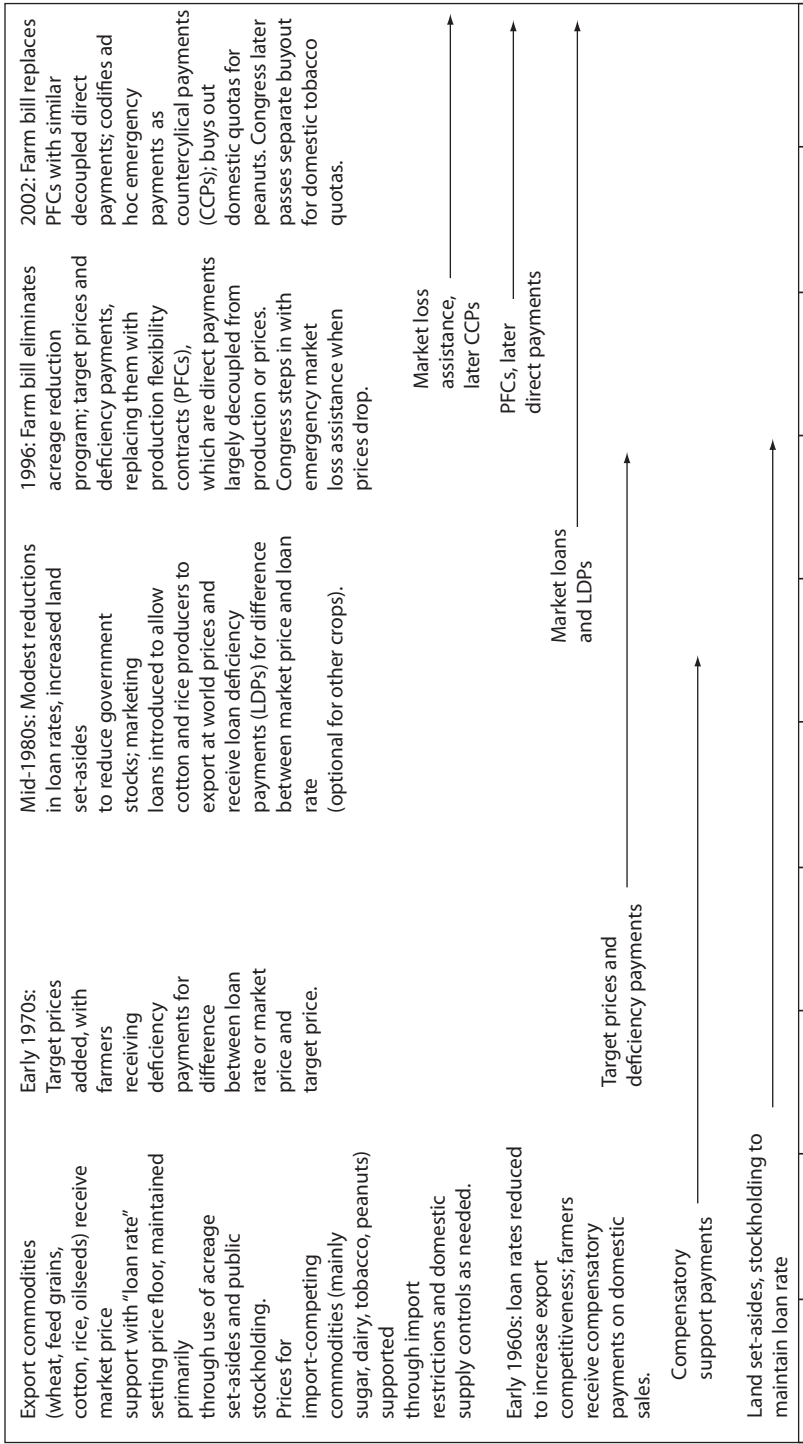 Export commodities
(wheat, feed grains,
cotton, rice, oilseeds) receive
market price
support with "loan rate"
setting price floor, maintained
primarily
through use of acreage
set-asides and public
stockholding.
Prices for
import-competing
commodities (mainly
sugar, dairy, tobacco, peanuts)
supported
through import
restrictions and domestic
supply controls as needed.
Early 1960s: loan rates reduced
to increase export
competitiveness; farmers
receive compensatory
payments on domestic
sales.
Early 1970s:
Target prices
added, with
farmers
receiving
deficiency
payments for
difference
between loan
rate or market
price and
target price.
Mid-1980s: Modest reductions
in loan rates, increased land
set-asides
to reduce government
stocks; marketing
loans introduced to allow
cotton and rice producers to
export at world prices and
receive loan deficiency
payments (LDPs) for difference
between market price and loan
rate
(optional for other crops).
1996: Farm bill eliminates
acreage reduction
program; target prices and
deficiency payments,
replacing them with
production flexibility
contracts (PFCs),
which are direct payments
largely decoupled from
production or prices.
Congress steps in with
emergency market
loss assistance when
prices drop.
2002: Farm bill replaces
PFCs with similar
decoupled direct
payments; codifies ad
hoc emergency
payments as
countercylical payments
(CCPs); buys out
domestic quotas for
peanuts. Congress later
passes separate buyout
for domestic tobacco
quotas.
Market loss
assistance,
later CCPs
PFCs, later
direct payments
Market loans
and LDPs
Target prices and
deficiency payments
Compensatory
support payments
Land set-asides, stockholding to
maintain loan rate